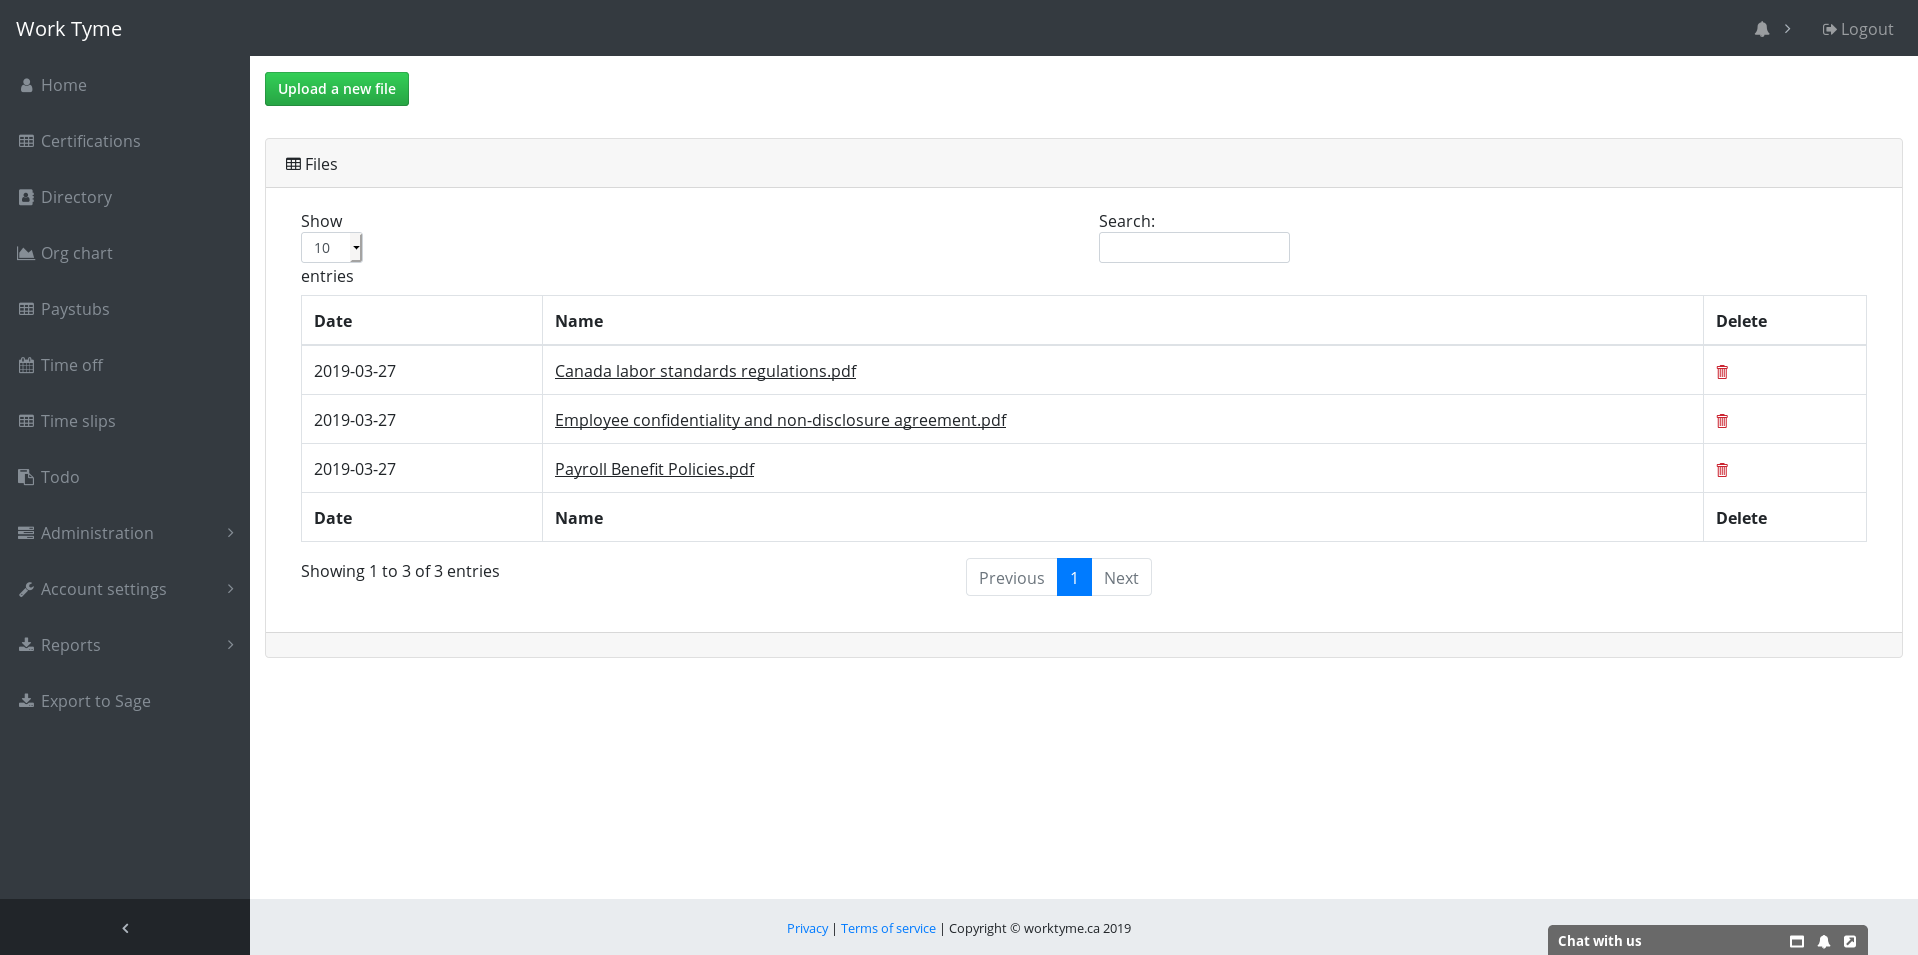 Work Tyme
Logout
Home
Certifications
Directory
Org chart
Paystubs
Time off
Time slips
Todo
Administration
Account settings
Reports
Export to Sage
Upload a new file
Files
Show
10
entries
Search:
Date Name Delete
2019-03-27 Canada labor standards regulations.pdf
2019-03-27 Employee confidentiality and non-disclosure agreement.pdf
2019-03-27 Payroll Benefit Policies.pdf
Date Name Delete
Showing 1 to 3 of 3 entries
Previous 1 Next
Privacy | Terms of service | Copyright © worktyme.ca 2019
Chat with us